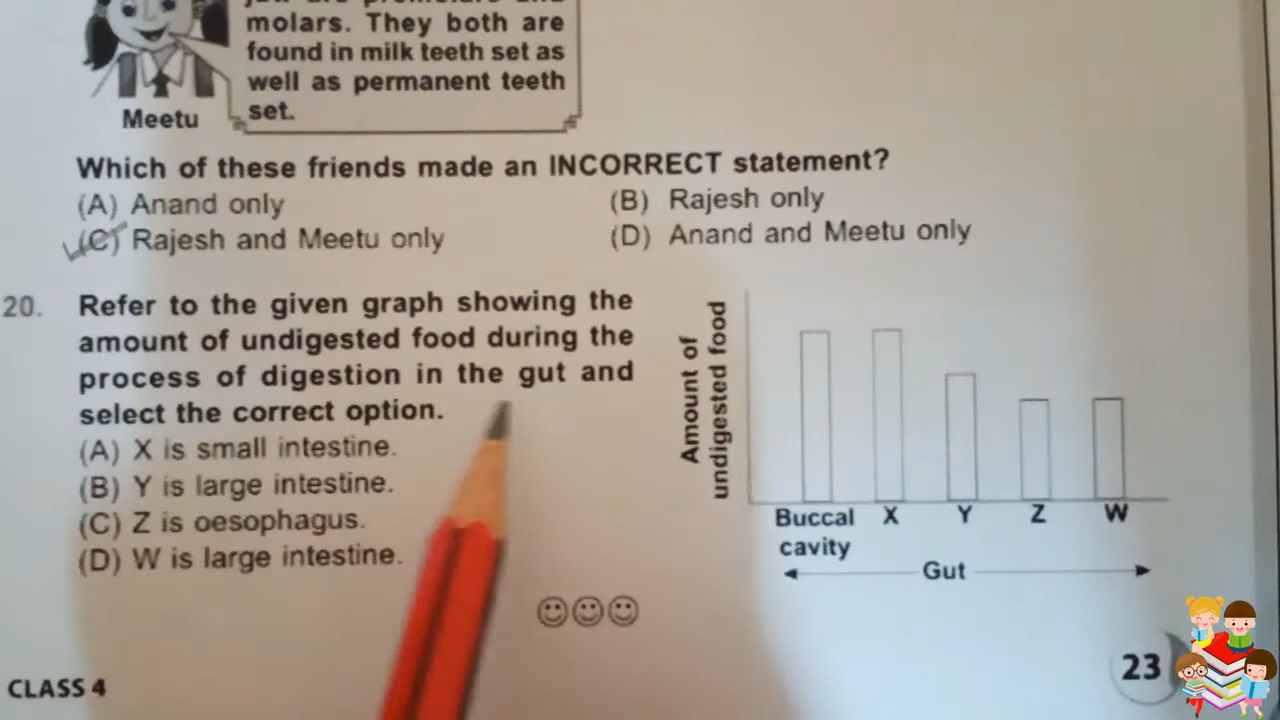 molars. They both are
found in milk teeth set as
well as permanent teeth
set.
Meetu
Which of these friends made an INCORRECT statement?
(A) Anand only
(B) Rajesh only
(C) Rajesh and Meetu only
(D) Anand and Meetu only
20. Refer to the given graph showing the
amount of undigested food during the
process of digestion in the gut and
select the correct option.
(A) X is small intestine.
(B) Y is large intestine.
(C) Z is oesophagus.
(D) W is large intestine.
Amount of
undigested food
Buccal
cavity
X
Y
Z
W
Gut
CLASS 4
23